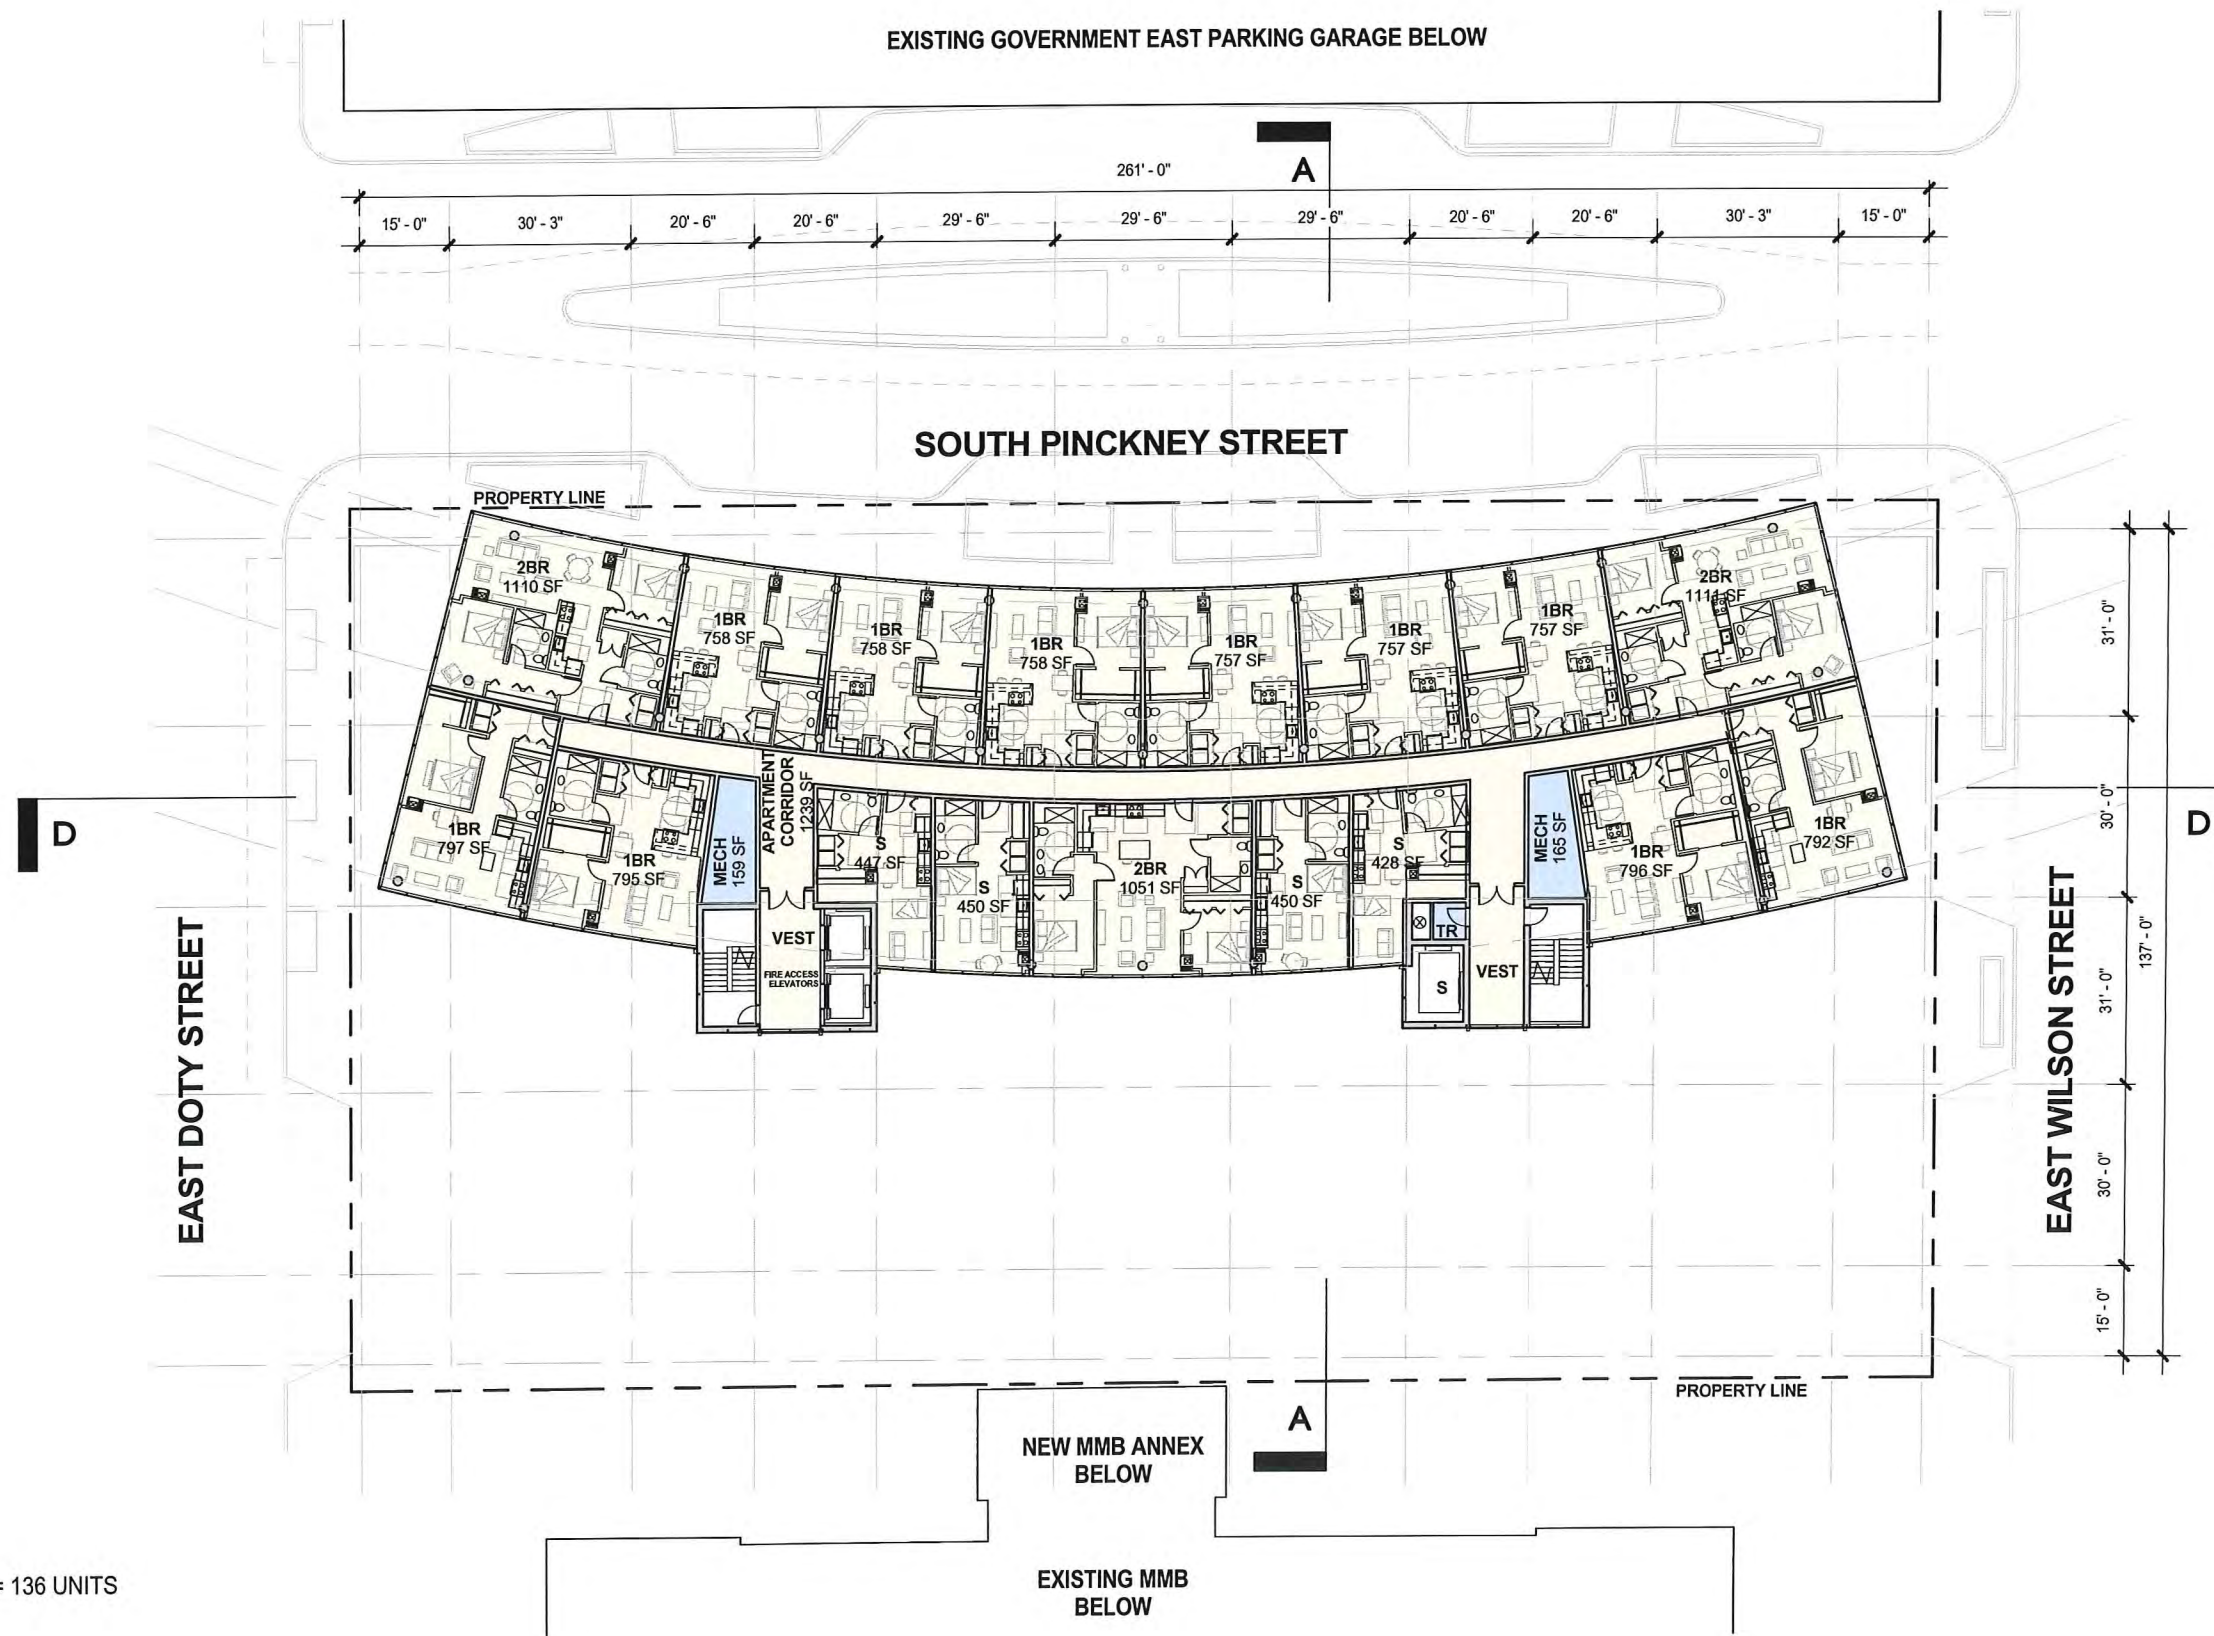 EXISTING GOVERNMENT EAST PARKING GARAGE BELOW
A
261' - 0"
15' - 0"
30' - 3"
20' - 6"
20' - 6"
29' - 6"
29' - 6"
29' - 6"
20' - 6"
20' - 6"
30' - 3"
15' - 0"
SOUTH PINCKNEY STREET
PROPERTY LINE
2BR
1110 SF
1BR
758 SF
1BR
758 SF
1BR
758 SF
1BR
757 SF
1BR
757 SF
1BR
757 SF
2BR
1111 SF
31' - 0"
30' - 0"
31' - 0"
30' - 0"
15' - 0"
137' - 0"
D
D
1BR
797 SF
1BR
795 SF
MECH
159 SF
APARTMENT
CORRIDOR
1239 SF
S
447 SF
S
450 SF
2BR
1051 SF
S
450 SF
S
428 SF
MECH
165 SF
1BR
796 SF
1BR
792 SF
VEST
FIRE ACCESS
ELEVATORS
TR
S
VEST
EAST DOTY STREET
EAST WILSON STREET
PROPERTY LINE
A
NEW MMB ANNEX
BELOW
EXISTING MMB
BELOW
= 136 UNITS